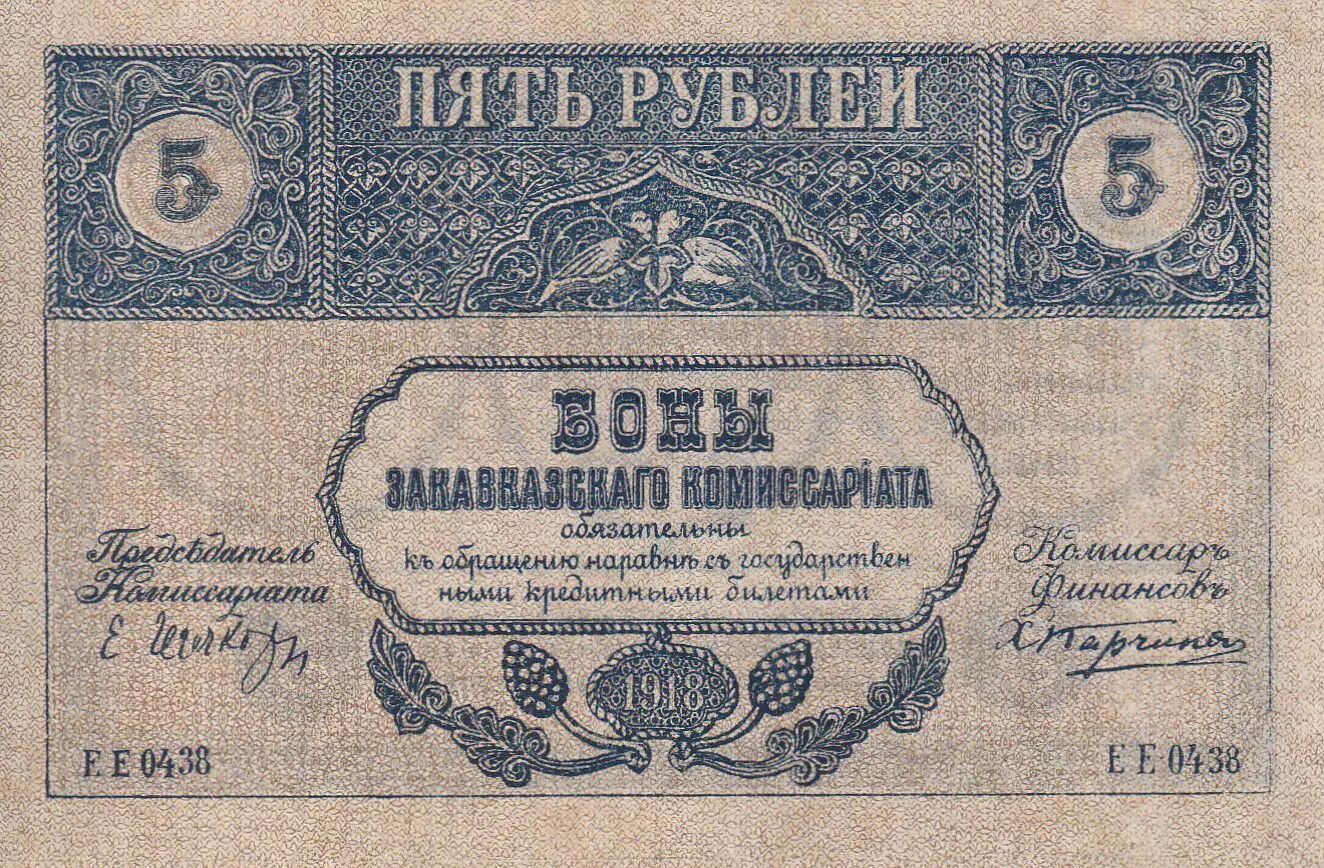 ПЯТЬ РУБЛЕЙ
5
5
БОНЫ
ЗАКАВКАЗСКАГО КОМИССАРІАТА
обязательны
къ обращенію наравнѣ съ государствен
ными кредитными билетами
Предсѣдатель
Комиссаріата
Комиссаръ
Финансовъ
1918
Е Е 0438
Е Е 0438